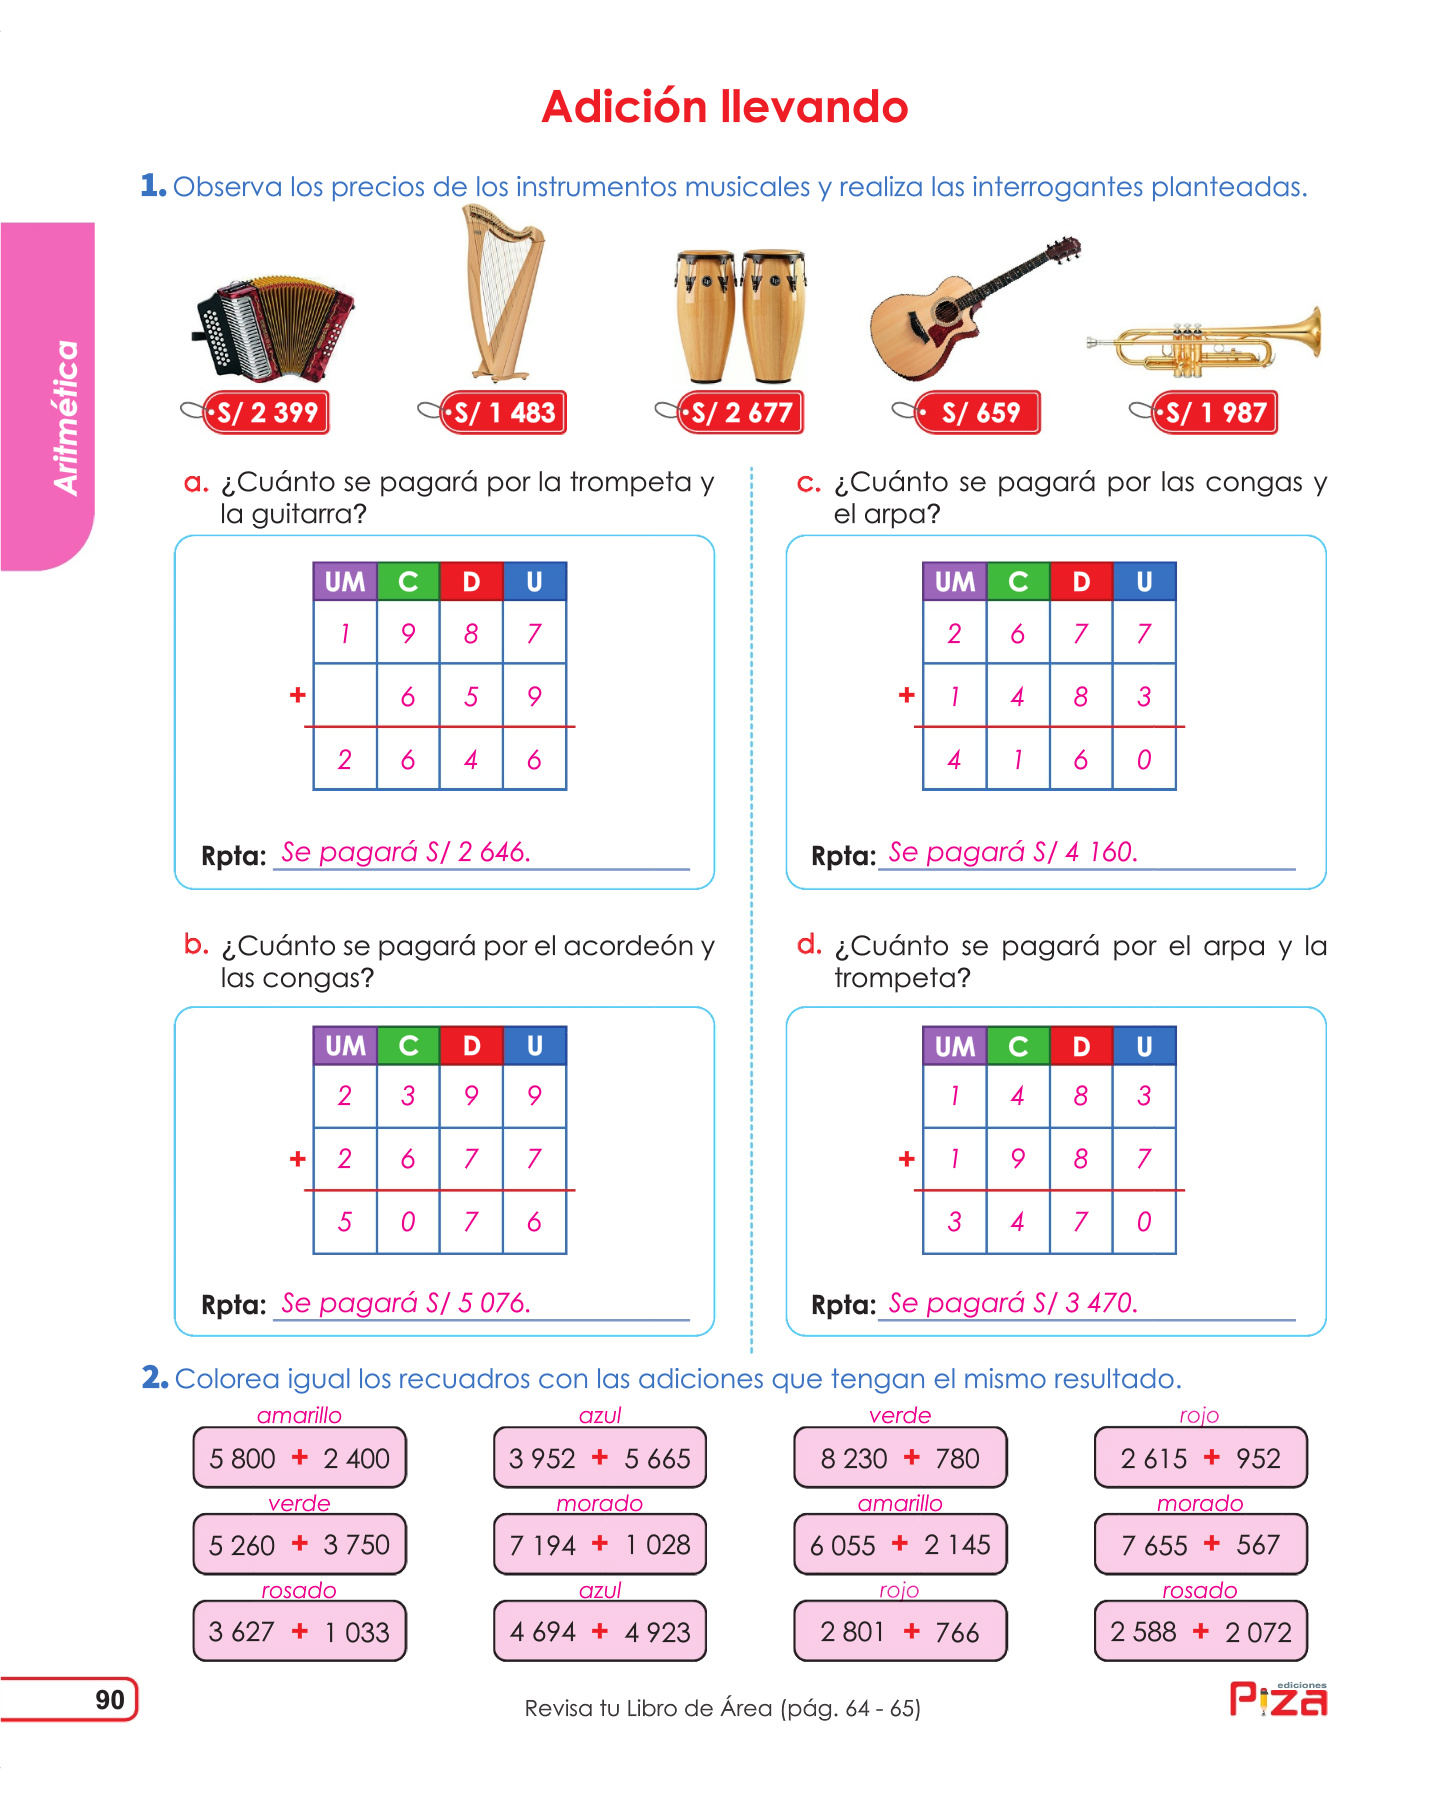 Adición llevando
1. Observa los precios de los instrumentos musicales y realiza las interrogantes planteadas.
Aritmética
S/ 2 399 S/ 1 483 S/ 2 677 S/ 659 S/ 1 987
a. ¿Cuánto se pagará por la trompeta y
la guitarra?
UM C D U
1 9 8 7
+ 6 5 9
2 6 4 6
Rpta: Se pagará S/ 2 646.
b. ¿Cuánto se pagará por el acordeón y
las congas?
UM C D U
2 3 9 9
+ 2 6 7 7
5 0 7 6
Rpta: Se pagará S/ 5 076.
c. ¿Cuánto se pagará por las congas y
el arpa?
UM C D U
2 6 7 7
+ 1 4 8 3
4 1 6 0
Rpta: Se pagará S/ 4 160.
d. ¿Cuánto se pagará por el arpa y la
trompeta?
UM C D U
1 4 8 3
+ 1 9 8 7
3 4 7 0
Rpta: Se pagará S/ 3 470.
2. Colorea igual los recuadros con las adiciones que tengan el mismo resultado.
amarillo azul verde rojo
5 800 + 2 400 3 952 + 5 665 8 230 + 780 2 615 + 952
verde morado amarillo morado
5 260 + 3 750 7 194 + 1 028 6 055 + 2 145 7 655 + 567
rosado azul rojo rosado
3 627 + 1 033 4 694 + 4 923 2 801 + 766 2 588 + 2 072
90
Revisa tu Libro de Área (pág. 64 - 65)
ediciones
Piza